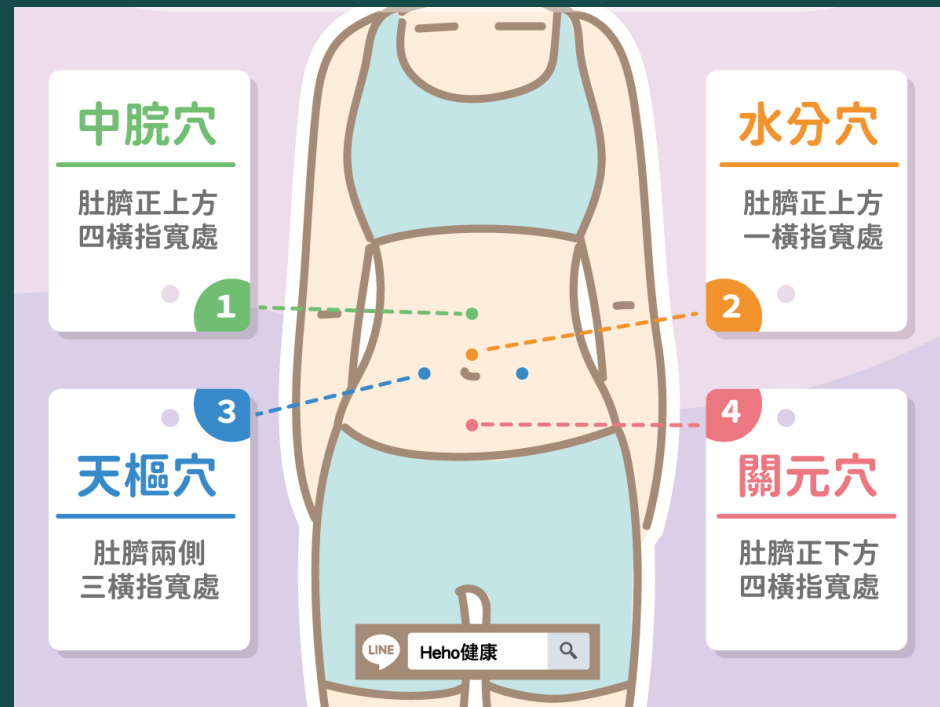 中脘穴
肚臍正上方
四橫指寬處
1
水分穴
肚臍正上方
一橫指寬處
2
3
天樞穴
肚臍兩側
三橫指寬處
4
關元穴
肚臍正下方
四橫指寬處
LINE
Heho健康